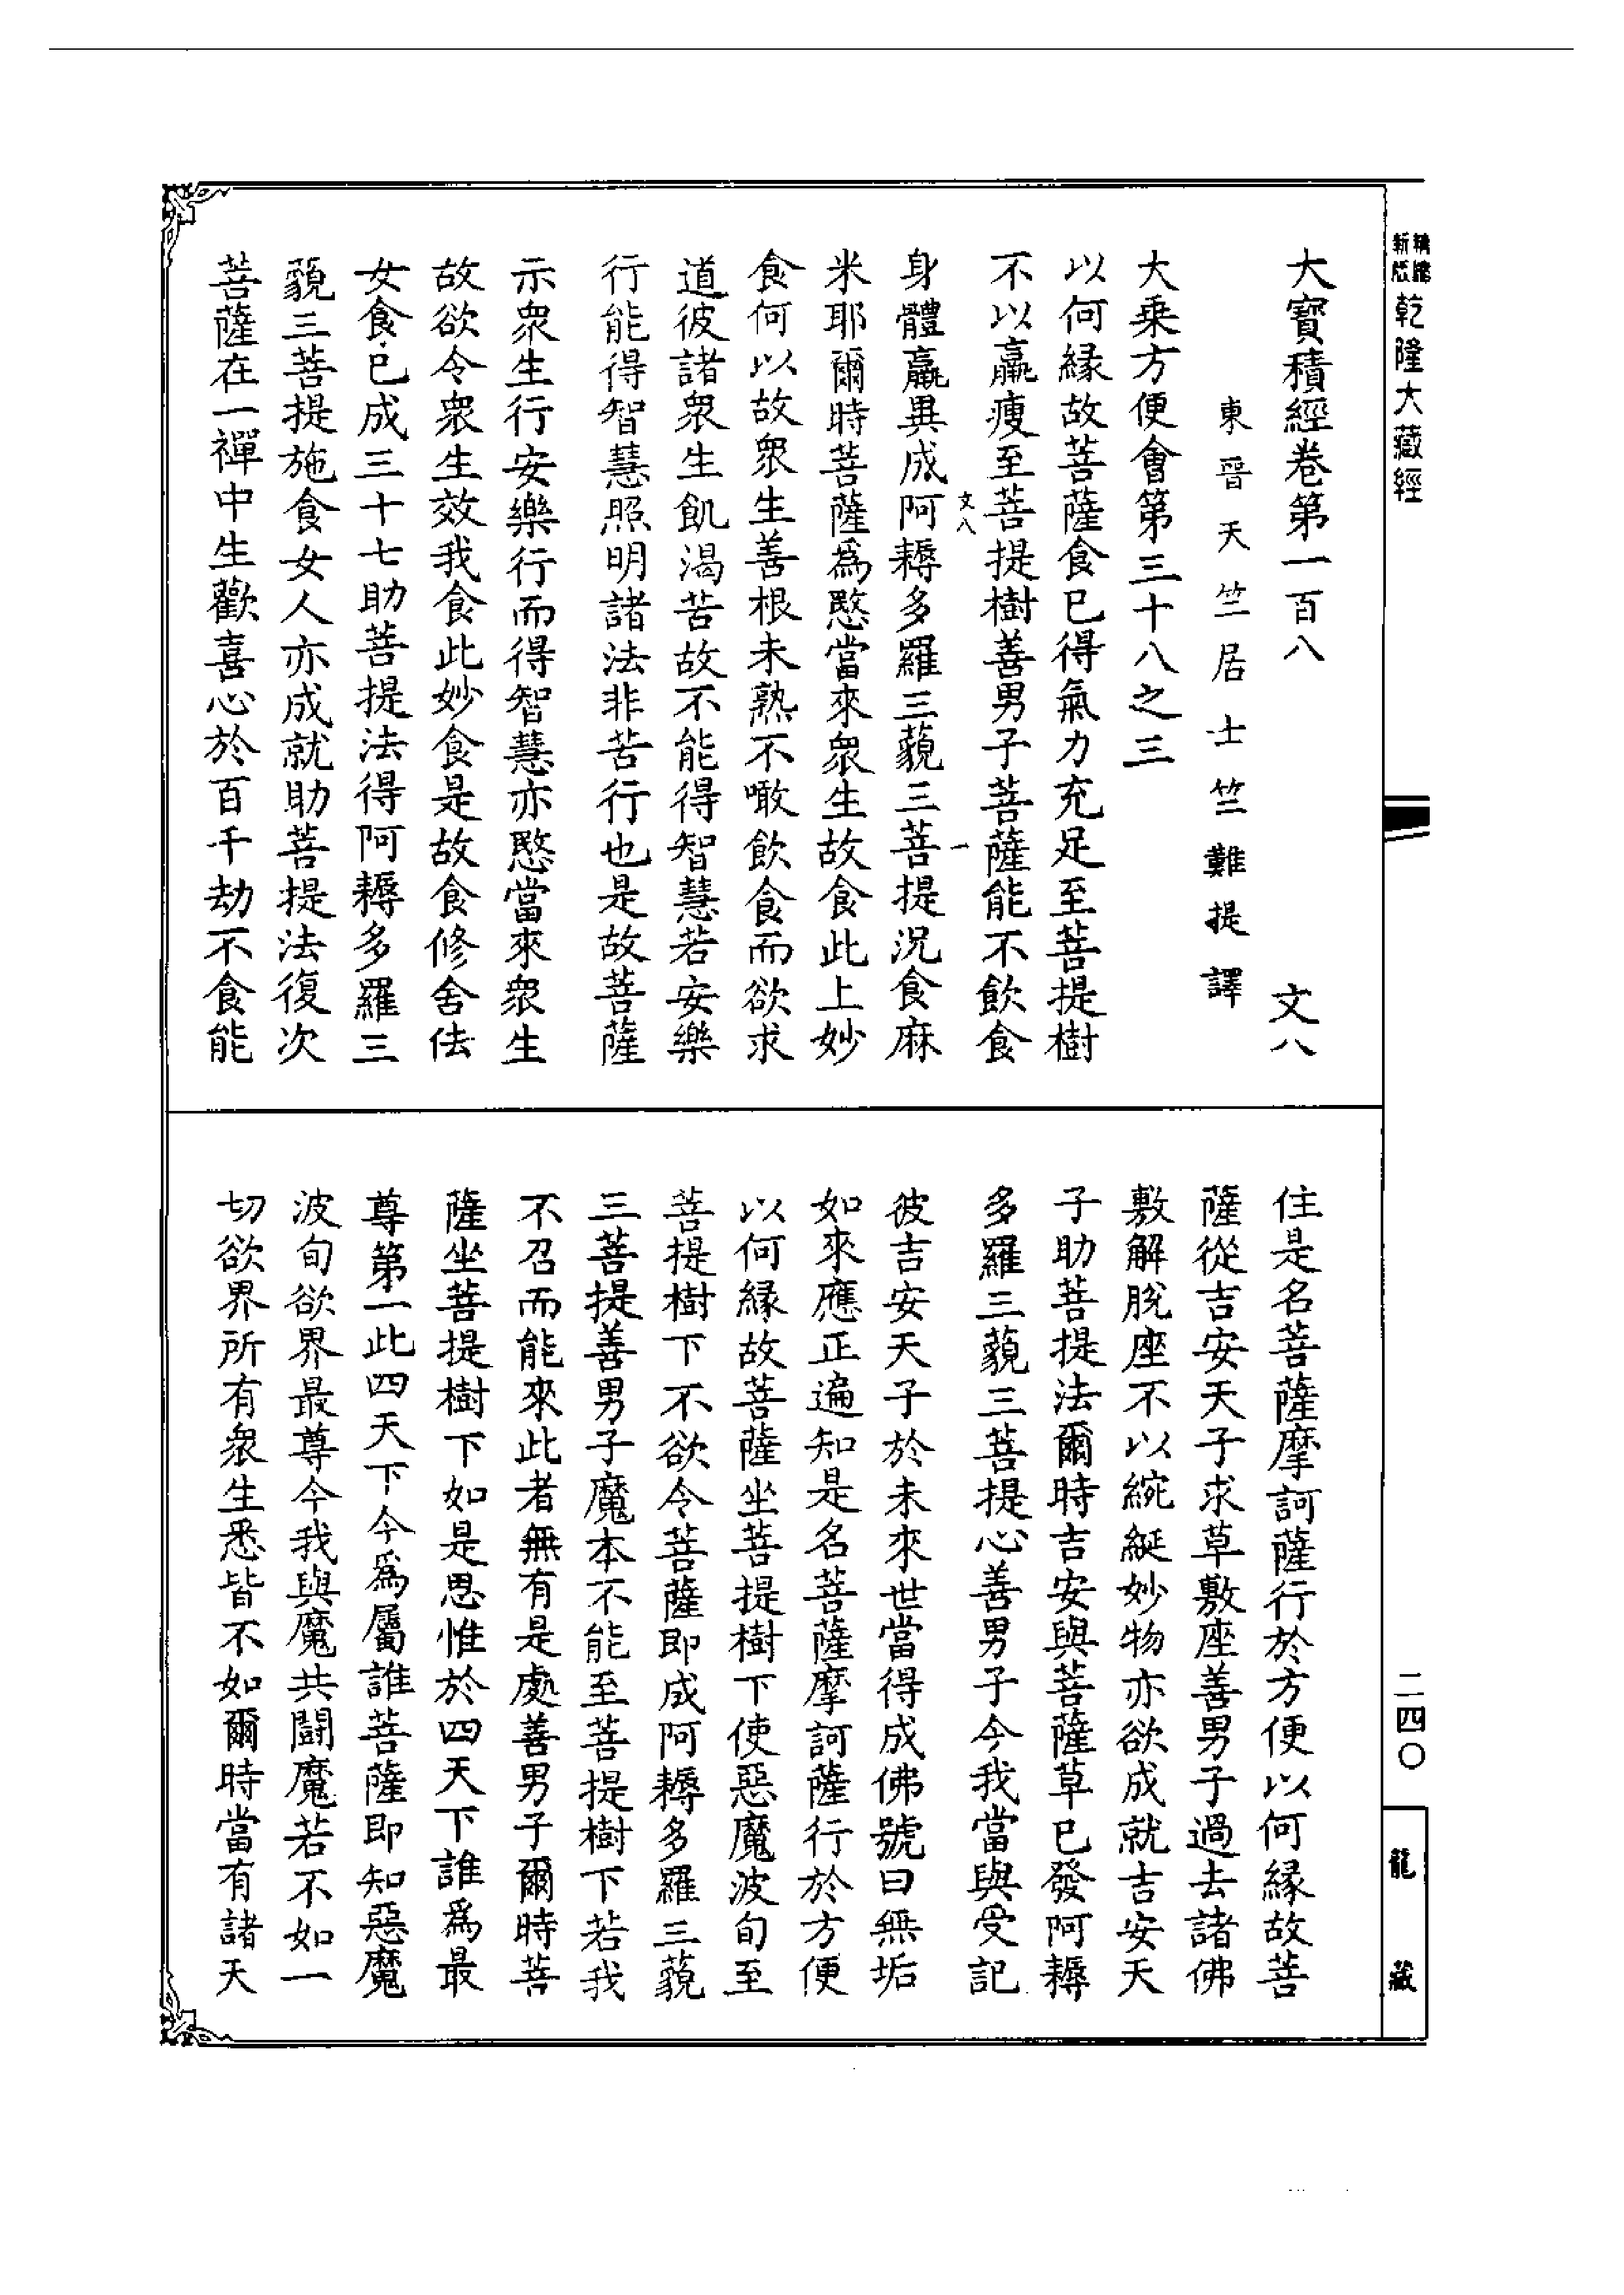 乾隆大藏經
大寶積經卷第一百八 文八
東晉天竺居士竺難提譯
大乘方便會第三十八之三
以何緣故菩薩食已得氣力充足至菩提樹
不以羸瘦至菩提樹善男子菩薩能不飲食
文八 一
身體羸異成阿耨多羅三藐三菩提況食麻
米耶爾時菩薩為愍當來眾生故食此上妙
食何以故眾生善根未熟不噉飲食而欲求
道彼諸眾生飢渴苦故不能得智慧若安樂
行能得智慧照明諸法非苦行也是故菩薩
示眾生行安樂行而得智慧亦愍當來眾生
故欲令眾生效我食此妙食是故食修舍佉
女食已成三十七助菩提法得阿耨多羅三
藐三菩提施食女人亦成就助菩提法復次
菩薩在一禪中生歡喜心於百千劫不食能
住是名菩薩摩訶薩行於方便以何緣故菩
薩從吉安天子求草敷座善男子過去諸佛
敷解脫座不以綩綖妙物亦欲成就吉安天
子助菩提法爾時吉安與菩薩草已發阿耨
多羅三藐三菩提心善男子今我當與受記
彼吉安天子於未來世當得成佛號曰無垢
如來應正遍知是名菩薩摩訶薩行於方便
以何緣故菩薩坐菩提樹下使惡魔波旬至
菩提樹下不欲令菩薩即成阿耨多羅三藐
三菩提善男子魔本不能至菩提樹下若我
不召而能來此者無有是處善男子爾時菩
薩坐菩提樹下如是思惟於四天下誰為最
尊第一此四天下今為屬誰菩薩即知惡魔
波旬欲界最尊今我與魔共鬪魔若不如一
切欲界所有眾生悉皆不如爾時當有諸天
二四〇
龍藏